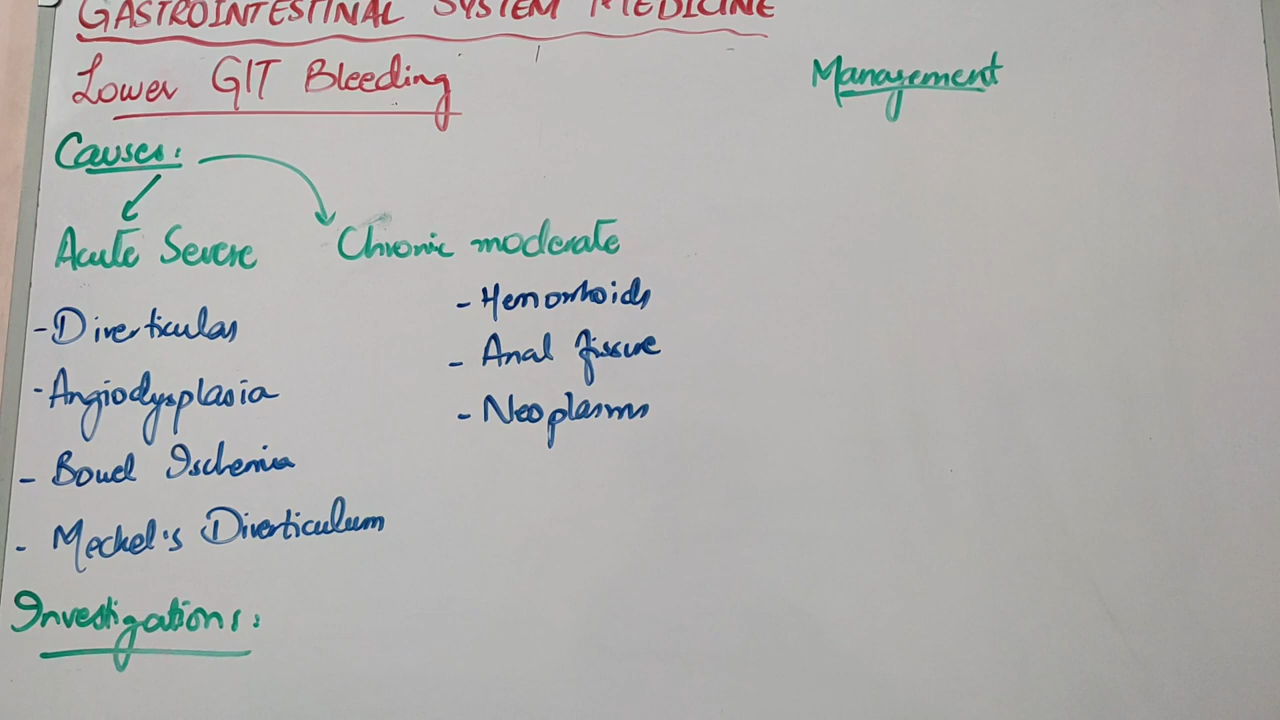 GASTROINTESTINAL SYSTEM MEDICINE
Lower GIT Bleeding
Causes:
Acute Severe
- Diverticular
- Angiodysplasia
- Bowel Ischemia
- Meckel's Diverticulum
Chronic moderate
- Hemorrhoids
- Anal fissure
- Neoplasms
Investigations:
Management